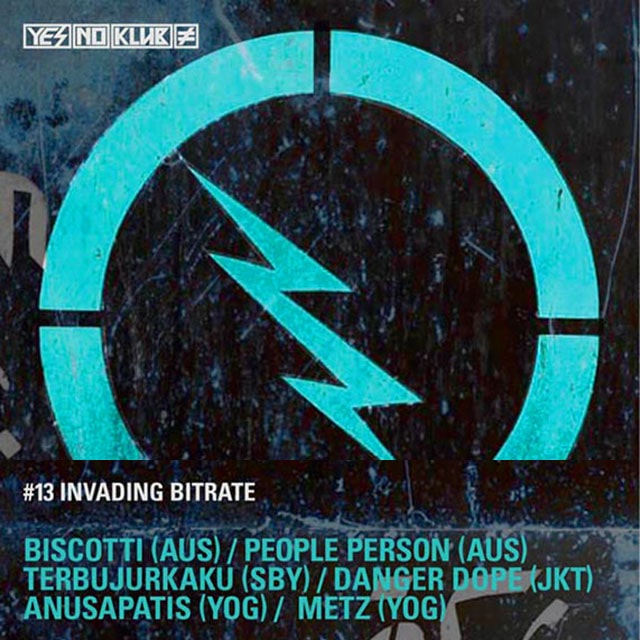 YES NO KLUB ≠
#13 INVADING BITRATE
BISCOTTI (AUS) / PEOPLE PERSON (AUS)
TERBUJURKAKU (SBY) / DANGER DOPE (JKT)
ANUSAPATIS (YOG) / METZ (YOG)